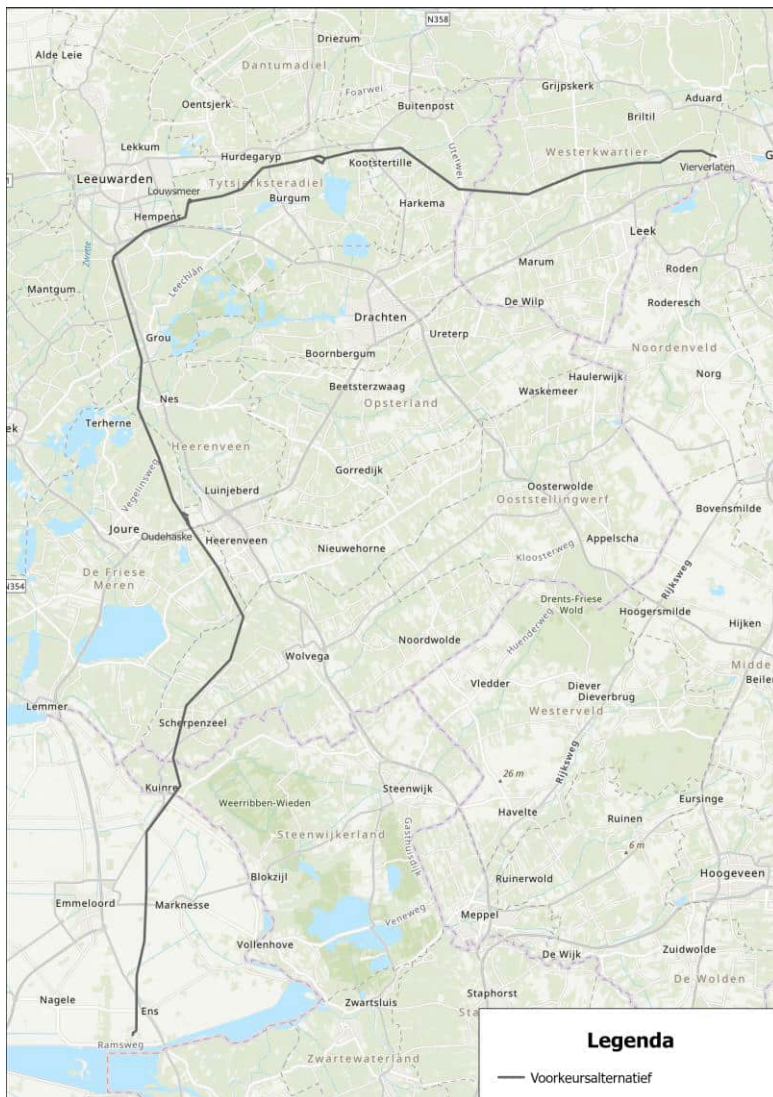 N358
Driezum
Alde Leie
Dantumadiel
Grijpskerk
Foarwei
Aduard
Oentsjerk
Buitenpost
Briltil
Lekkum
Uterwei
Hurdegaryp
Westerkwartier
Kootstertille
Vierverlaten
Leeuwarden
Tytsjerksteradiel
Louwsmeer
Burgum
Harkema
Hempens
Leek
Zwette
Marum
Roden
Leechlân
Mantgum
De Wilp
Roderesch
Drachten
Ureterp
Grou
Noordenveld
Boornbergum
Haulerwijk
Norg
Beetsterzwaag
Waskemeer
Nes
Opsterland
Terherne
Heerenveen
Gorredijk
Vegelinsweg
Oosterwolde
Luinjeberd
Ooststellingwerf
Bovensmilde
Joure
Oudehaske
Heerenveen
Appelscha
Nieuwehorne
Kloosterweg
De Friese
Meren
Rijksweg
N354
Drents-Friese
Wold
Hoogersmilde
Hijken
Huenderweg
Noordwolde
Wolvega
Vledder
Diever
Dieverbrug
Lemmer
Westerveld
Scherpenzeel
Rijksweg
26 m
Kuinre
Steenwijk
Eursinge
Weerribben-Wieden
Havelte
Ruinen
Steenwijkerland
Gasthuisdijk
6 m
Blokzijl
Ruinerwold
Hoogeveen
Emmeloord
Marknesse
Veneweg
Meppel
Vollenhove
De Wijk
Zuidwolde
De Wolden
Nagele
Ens
Zwartsluis
Staphorst
Ramsweg
Zwartewaterland
Legenda
Voorkeursalternatief